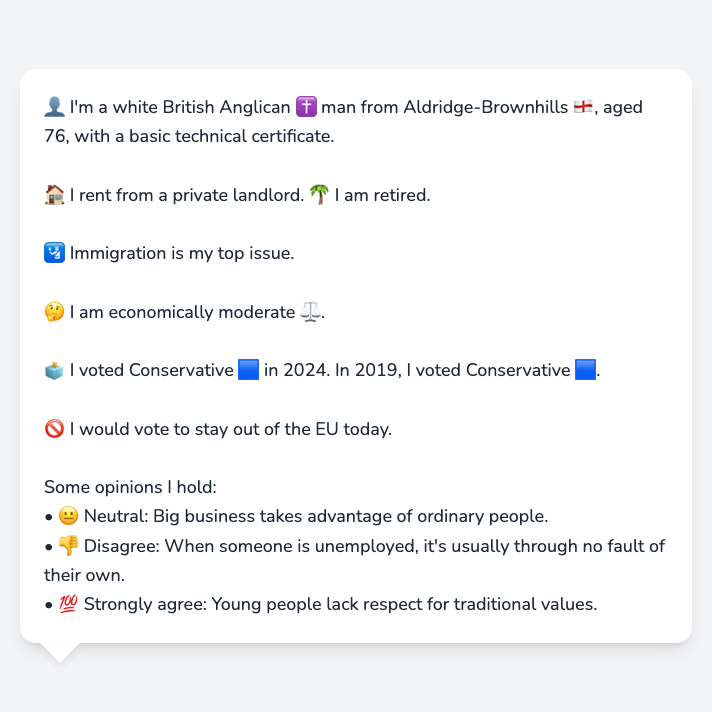 👤 I'm a white British Anglican ✝️ man from Aldridge-Brownhills 🏴󠁧󠁢󠁥󠁮󠁧󠁿, aged
76, with a basic technical certificate.
🏠 I rent from a private landlord. 🌴 I am retired.
🛂 Immigration is my top issue.
🤔 I am economically moderate ⚖️.
🗳️ I voted Conservative 🟦 in 2024. In 2019, I voted Conservative 🟦.
🚫 I would vote to stay out of the EU today.
Some opinions I hold:
• 😐 Neutral: Big business takes advantage of ordinary people.
• 👎 Disagree: When someone is unemployed, it's usually through no fault of
their own.
• 💯 Strongly agree: Young people lack respect for traditional values.